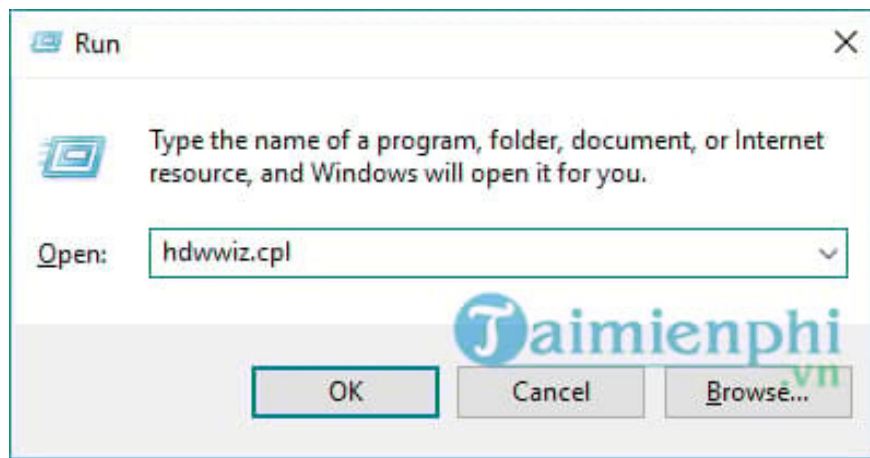 Run
Type the name of a program, folder, document, or Internet
resource, and Windows will open it for you.
Open:
hdwwiz.cpl
Taimienphi
.vn
OK
Cancel
Browse...